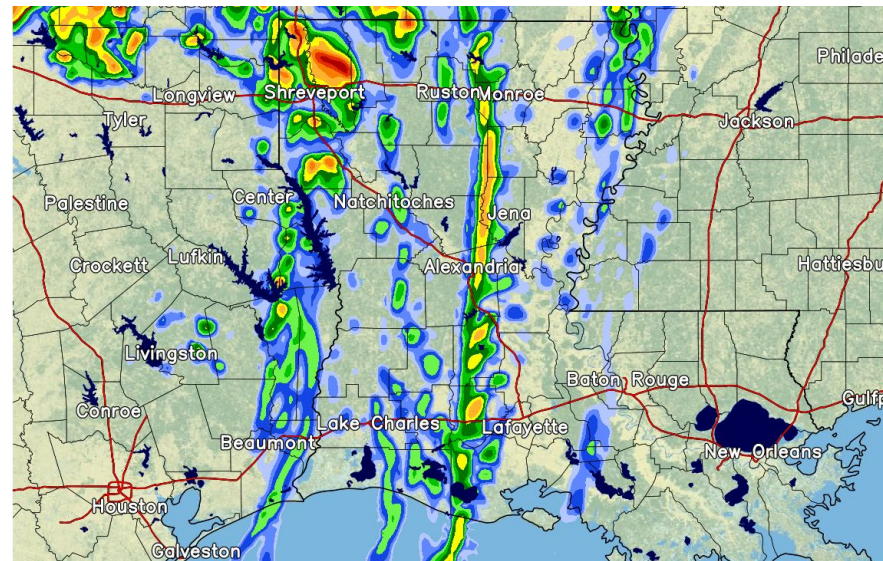 Philade
Longview
Shreveport
Ruston
Monroe
Tyler
Jackson
Center
Natchitoches
Palestine
Jena
Lufkin
Crockett
Alexandria
Hattiesbu
Livingston
Baton Rouge
Conroe
Gulfp
Lake Charles
Lafayette
Beaumont
New Orleans
Houston
Galveston